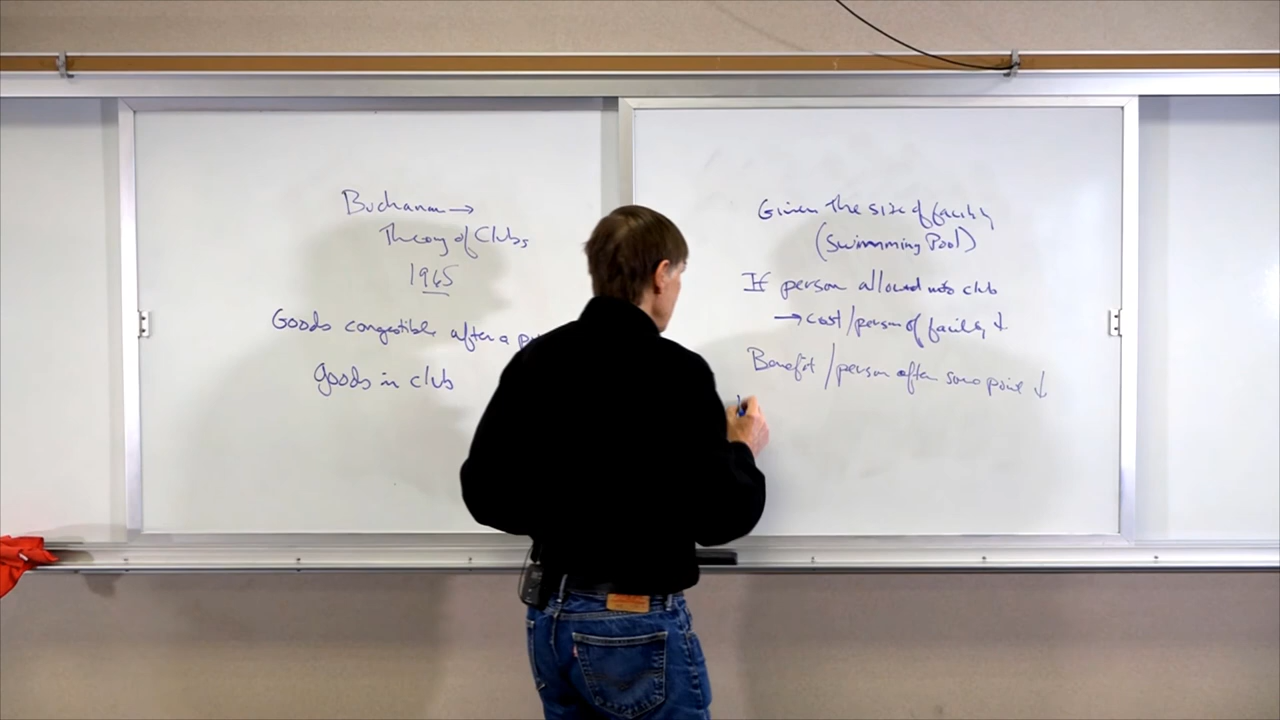 Buchanan →
Theory of Clubs
1965
Goods congestible after a
Goods in club
Given the size of facility
(Swimming Pool)
If person allowed into club
→ cost/person of facility ↓
Benefit/person after some point ↓